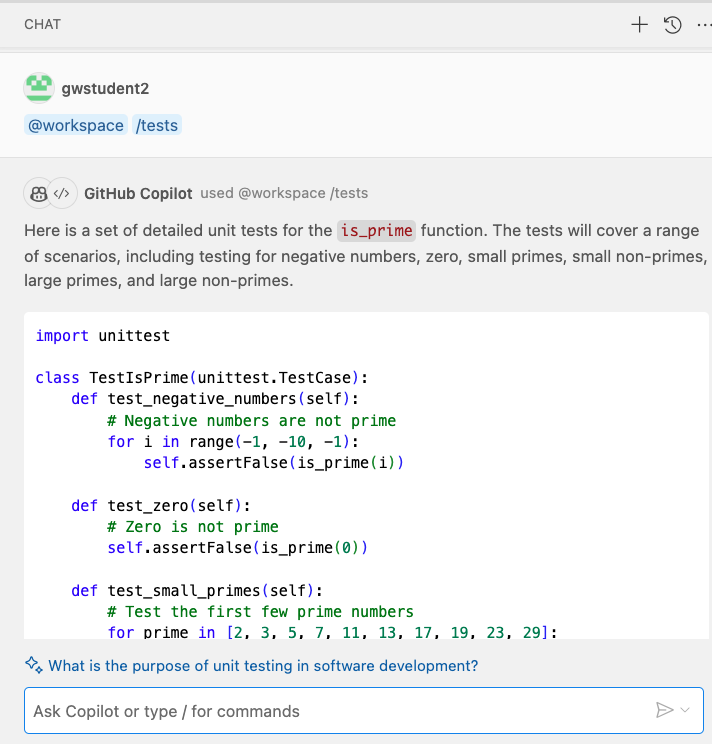 CHAT
gwstudent2
@workspace /tests
GitHub Copilot used @workspace /tests
Here is a set of detailed unit tests for the is_prime function. The tests will cover a range
of scenarios, including testing for negative numbers, zero, small primes, small non-primes,
large primes, and large non-primes.
import unittest
class TestIsPrime(unittest.TestCase):
    def test_negative_numbers(self):
        # Negative numbers are not prime
        for i in range(-1, -10, -1):
            self.assertFalse(is_prime(i))
    def test_zero(self):
        # Zero is not prime
        self.assertFalse(is_prime(0))
    def test_small_primes(self):
        # Test the first few prime numbers
        for prime in [2, 3, 5, 7, 11, 13, 17, 19, 23, 29]:
What is the purpose of unit testing in software development?
Ask Copilot or type / for commands